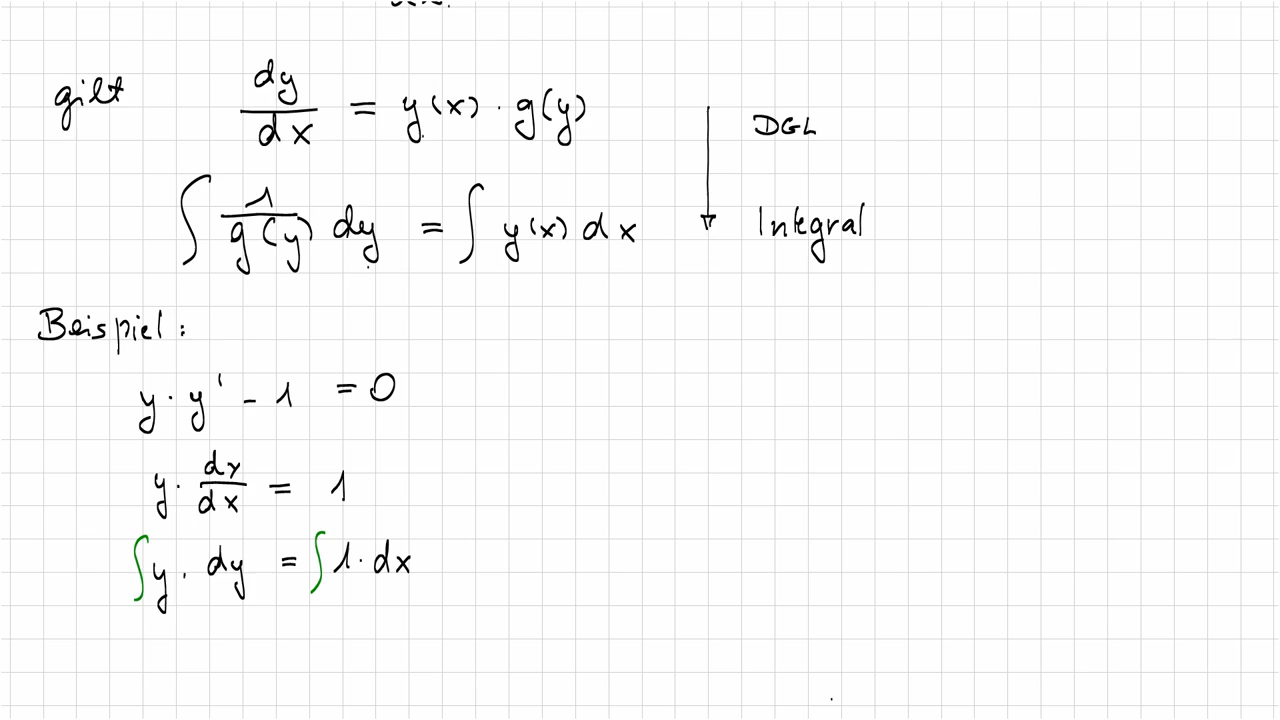 gilt dy/dx = y(x) · g(y) DGL
∫ 1/g(y) dy = ∫ y(x) dx Integral
Beispiel:
y · y' - 1 = 0
y · dy/dx = 1
∫ y · dy = ∫ 1 · dx